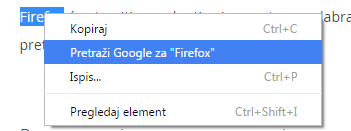 Firefox
Kopiraj Ctrl+C
Pretraži Google za "Firefox"
Ispis... Ctrl+P
Pregledaj element Ctrl+Shift+I